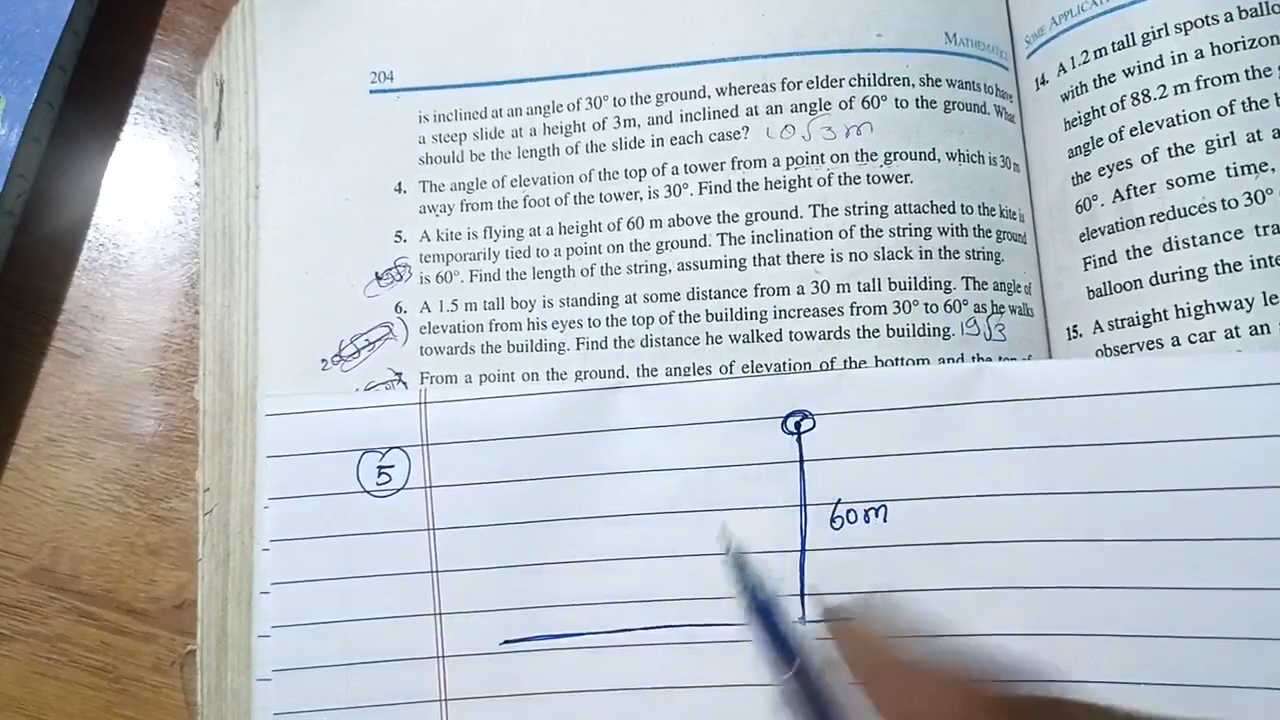 204
MATHEMATI
is inclined at an angle of 30° to the ground, whereas for elder children, she wants to have
a steep slide at a height of 3m, and inclined at an angle of 60° to the ground. What
should be the length of the slide in each case? 10√3 m
4. The angle of elevation of the top of a tower from a point on the ground, which is 30 m
away from the foot of the tower, is 30°. Find the height of the tower.
5. A kite is flying at a height of 60 m above the ground. The string attached to the kite is
temporarily tied to a point on the ground. The inclination of the string with the ground
is 60°. Find the length of the string, assuming that there is no slack in the string.
6. A 1.5 m tall boy is standing at some distance from a 30 m tall building. The angle of
elevation from his eyes to the top of the building increases from 30° to 60° as he walks
towards the building. Find the distance he walked towards the building. 19√3
From a point on the ground, the angles of elevation of the bottom and the top of
SOME APPLICAT
14. A 1.2 m tall girl spots a ballo
with the wind in a horizon
height of 88.2 m from the
angle of elevation of the b
the eyes of the girl at a
60°. After some time,
elevation reduces to 30°
Find the distance tra
balloon during the inte
15. A straight highway le
observes a car at an
5
60m